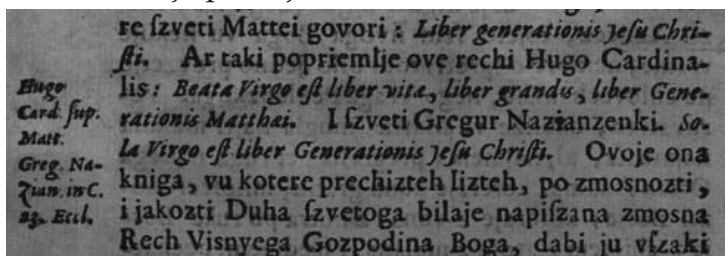 re ſzveti Mattei govori : Liber generationis Jeſu Chri-
ſti. Ar taki popriemlje ove rechi Hugo Cardina-
lis: Beata Virgo eſt liber vitæ, liber grandis, liber Gene-
rationis Matthæi. I ſzveti Gregur Nazianzenki. So-
la Virgo eſt liber Generationis Jeſu Chriſti. Ovoje ona
kniga, vu kotere prechizteh lizteh, po zmosnozti,
i jakozti Duha ſzvetoga bilaje napiſzana zmosna
Rech Visnyega Gozpodina Boga, dabi ju vſzaki
Hugo
Card. ſup.
Matt.
Greg. Na-
Zian. in C.
Eccl.